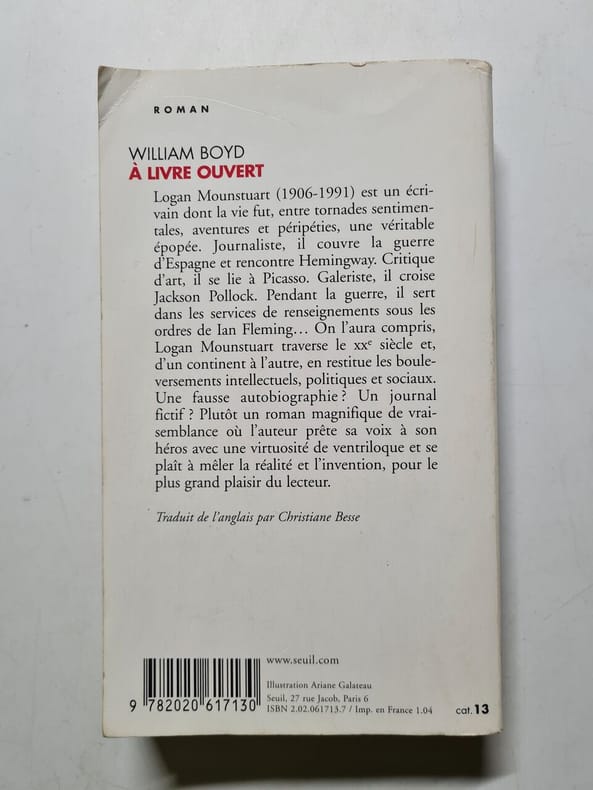 ROMAN
WILLIAM BOYD
À LIVRE OUVERT
Logan Mounstuart (1906-1991) est un écri-
vain dont la vie fut, entre tornades sentimen-
tales, aventures et péripéties, une véritable
épopée. Journaliste, il couvre la guerre
d'Espagne et rencontre Hemingway. Critique
d'art, il se lie à Picasso. Galeriste, il croise
Jackson Pollock. Pendant la guerre, il sert
dans les services de renseignements sous les
ordres de Ian Fleming... On l'aura compris,
Logan Mounstuart traverse le XXe siècle et,
d'un continent à l'autre, en restitue les boule-
versements intellectuels, politiques et sociaux.
Une fausse autobiographie ? Un journal
fictif ? Plutôt un roman magnifique de vrai-
semblance où l'auteur prête sa voix à son
héros avec une virtuosité de ventriloque et se
plaît à mêler la réalité et l'invention, pour le
plus grand plaisir du lecteur.
Traduit de l'anglais par Christiane Besse
www.seuil.com
Illustration Ariane Galateau
Seuil, 27 rue Jacob, Paris 6
ISBN 2.02.061713.7 / Imp. en France 1.04
cat. 13
9 782020 617130